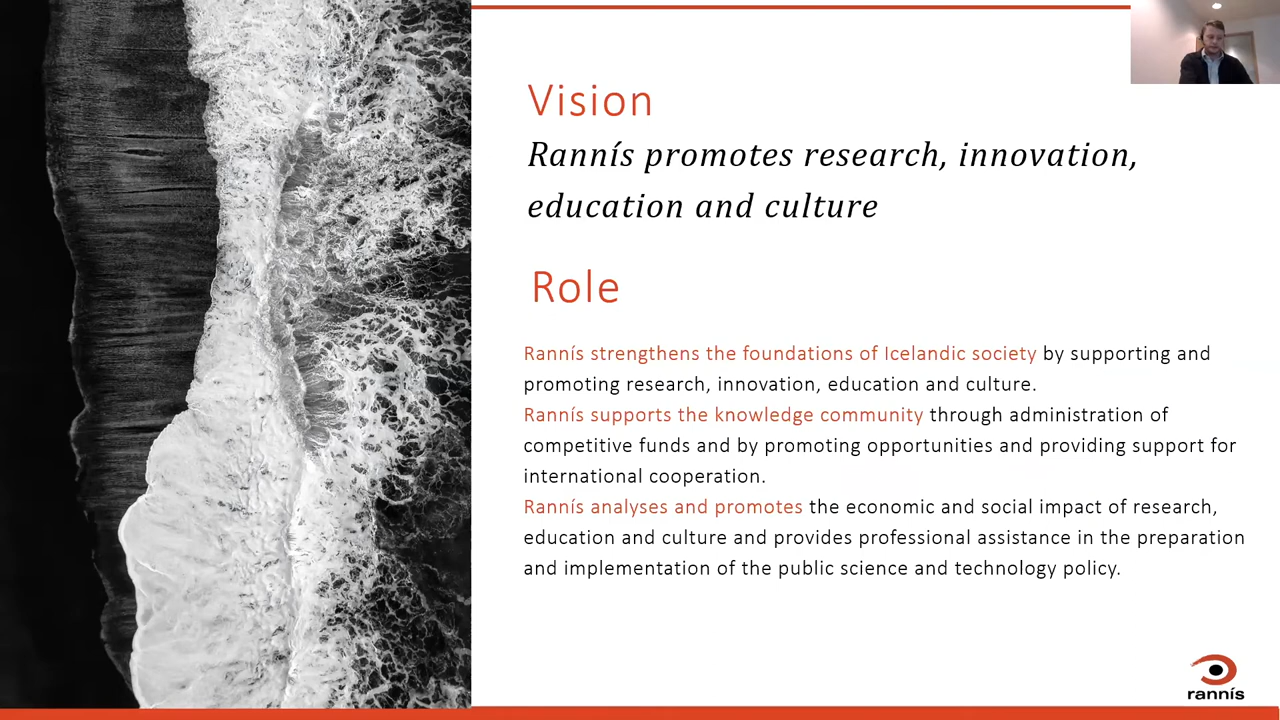 Vision
Rannís promotes research, innovation,
education and culture
Role
Rannís strengthens the foundations of Icelandic society by supporting and
promoting research, innovation, education and culture.
Rannís supports the knowledge community through administration of
competitive funds and by promoting opportunities and providing support for
international cooperation.
Rannís analyses and promotes the economic and social impact of research,
education and culture and provides professional assistance in the preparation
and implementation of the public science and technology policy.
rannís